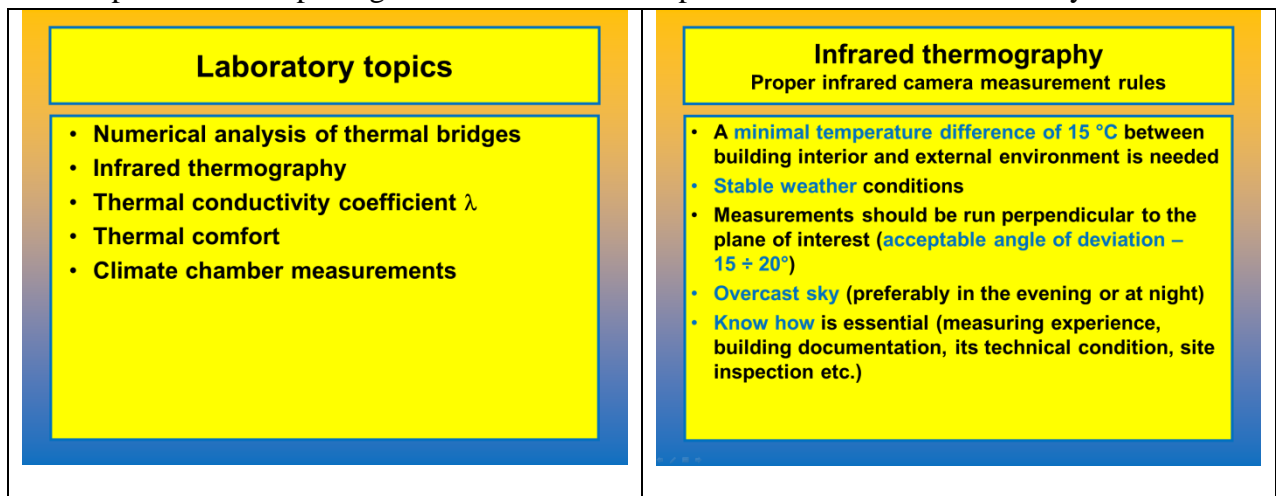 Laboratory topics
• Numerical analysis of thermal bridges
• Infrared thermography
• Thermal conductivity coefficient λ
• Thermal comfort
• Climate chamber measurements
Infrared thermography
Proper infrared camera measurement rules
• A minimal temperature difference of 15 °C between
building interior and external environment is needed
• Stable weather conditions
• Measurements should be run perpendicular to the
plane of interest (acceptable angle of deviation –
15 ÷ 20°)
• Overcast sky (preferably in the evening or at night)
• Know how is essential (measuring experience,
building documentation, its technical condition, site
inspection etc.)